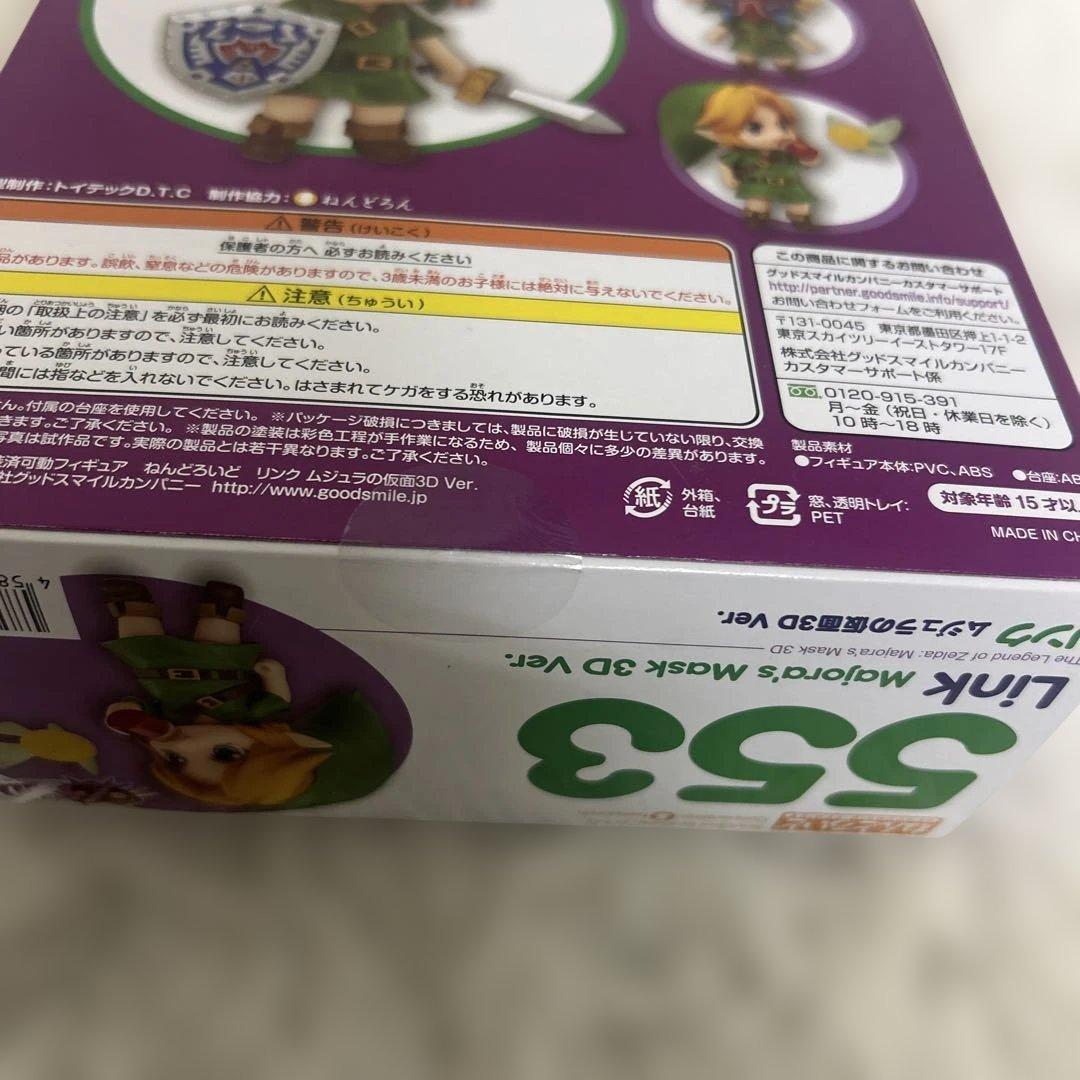 型制作:トイテックD.T.C 制作協力: ねんどろん
警告 (けいこく)
保護者の方へ 必ずお読みください
品があります。誤飲、窒息などの危険がありますので、3歳未満のお子様には絶対に与えないでください。
注意 (ちゅうい)
の「取扱上の注意」を必ず最初にお読みください。
い箇所がありますので、注意してください。
っている箇所がありますので、注意してください。
間には指などを入れないでください。はさまれてケガをする恐れがあります。
ん。付属の台座を使用してください。 ※パッケージ破損につきましては、製品に破損が生じていない限り、交換
きます。ご了承ください。 ※製品の塗装は彩色工程が手作業になるため、製品個々に多少の差異があります。
写真は試作品です。実際の製品とは若干異なります。ご了承ください。
済可動フィギュア ねんどろいど リンク ムジュラの仮面3D Ver.
社グッドスマイルカンパニー http://www.goodsmile.jp
この商品に関するお問い合わせ
グッドスマイルカンパニーカスタマーサポート
http://partner.goodsmile.info/support/
お問い合わせフォームをご利用ください。
〒131-0045 東京都墨田区押上1-1-2
東京スカイツリーイーストタワー17F
株式会社グッドスマイルカンパニー
カスタマーサポート係
0120-915-391
月~金 (祝日・休業日を除く)
10時~18時
製品素材
●フィギュア本体:PVC、ABS ●台座:AB
紙 外箱、
台紙
プラ 窓、透明トレイ:
PET
対象年齢 15才以
MADE IN CH
リンク ムジュラの仮面3D Ver.
The Legend of Zelda: Majora's Mask 3D
Link Majora's Mask 3D Ver.
553
ねんどろいど